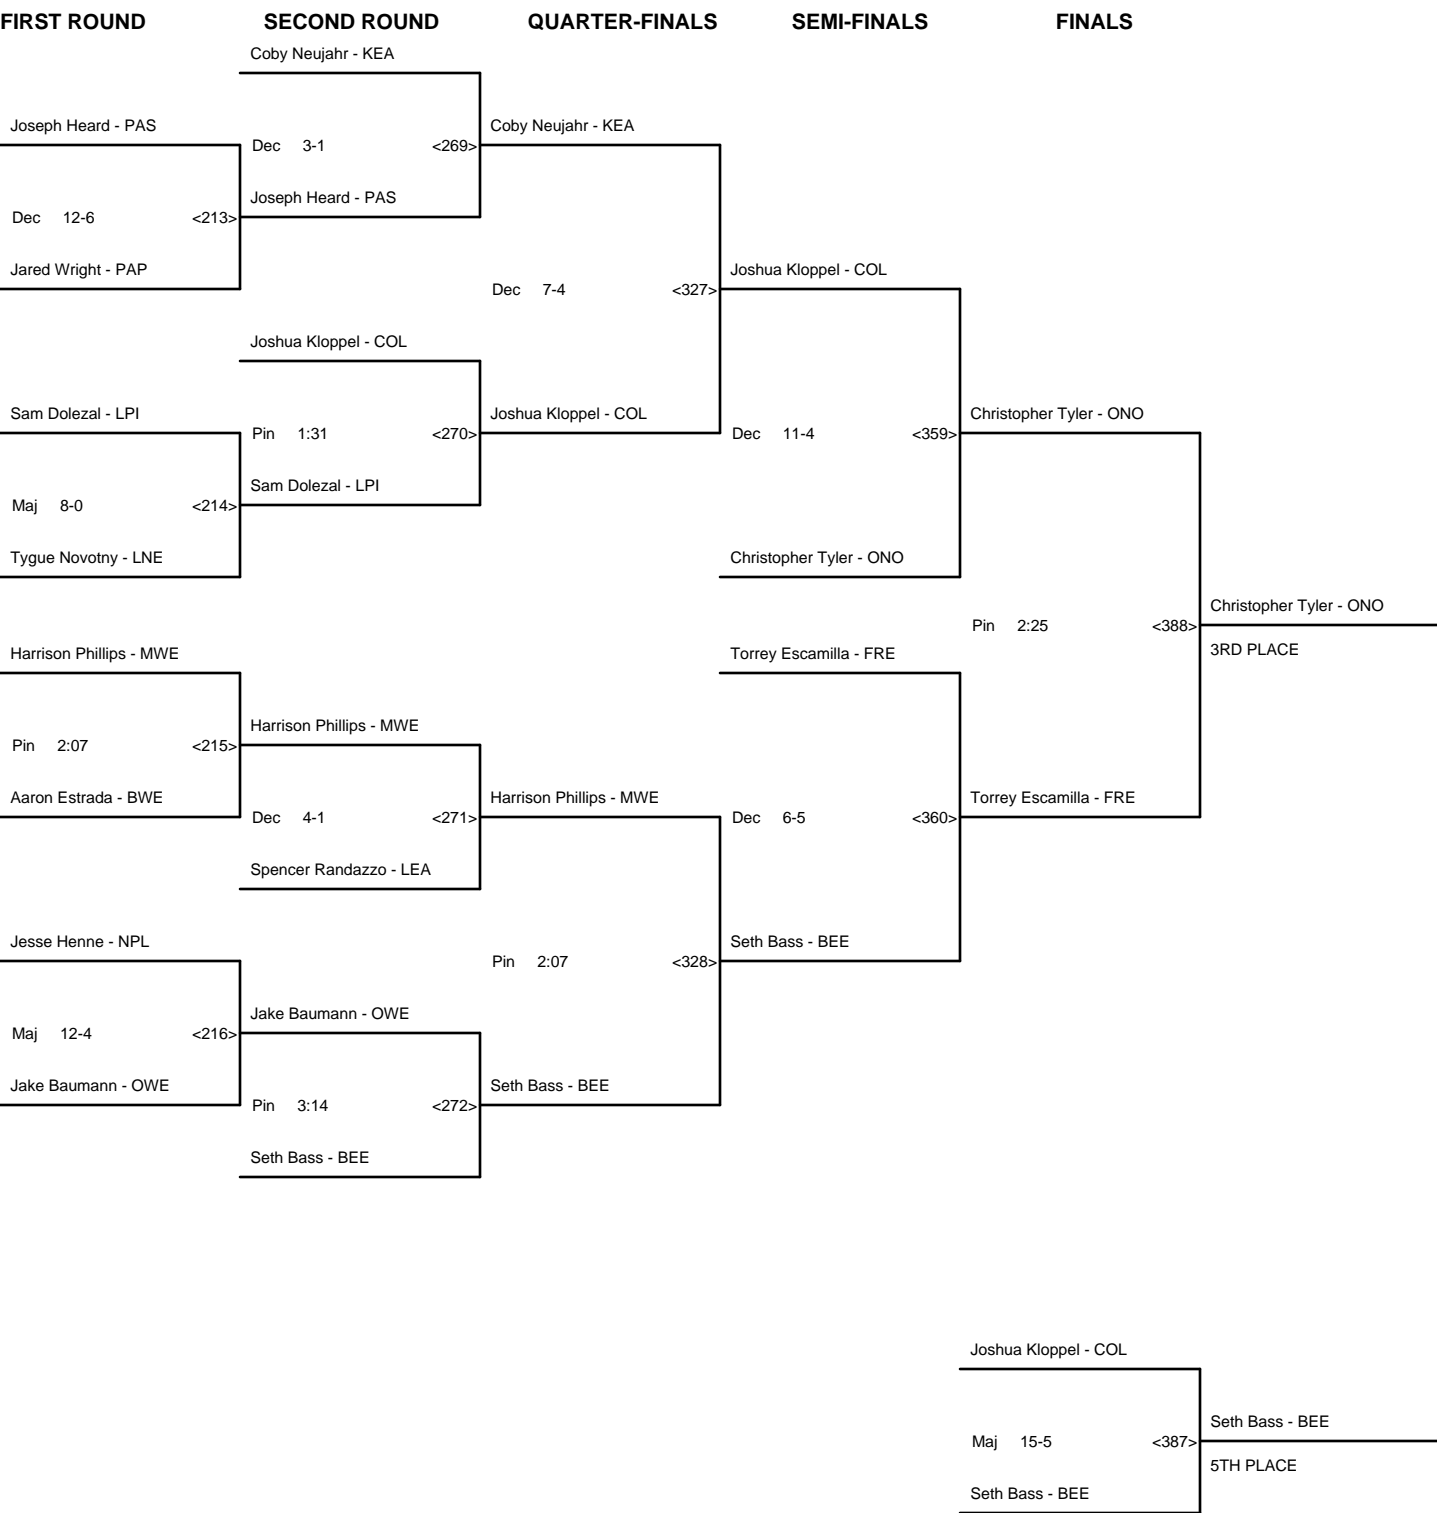 FIRST ROUND SECOND ROUND QUARTER-FINALS SEMI-FINALS FINALS
Coby Neujahr - KEA
Joseph Heard - PAS Coby Neujahr - KEA
Dec 3-1 <269>
Joseph Heard - PAS
Dec 12-6 <213>
Jared Wright - PAP Joshua Kloppel - COL
Dec 7-4 <327>
Joshua Kloppel - COL
Sam Dolezal - LPI Joshua Kloppel - COL Christopher Tyler - ONO
Pin 1:31 <270> Dec 11-4 <359>
Sam Dolezal - LPI
Maj 8-0 <214>
Tygue Novotny - LNE Christopher Tyler - ONO
Christopher Tyler - ONO
Pin 2:25 <388>
Harrison Phillips - MWE Torrey Escamilla - FRE 3RD PLACE
Harrison Phillips - MWE
Pin 2:07 <215>
Aaron Estrada - BWE Harrison Phillips - MWE Torrey Escamilla - FRE
Dec 4-1 <271> Dec 6-5 <360>
Spencer Randazzo - LEA
Jesse Henne - NPL Seth Bass - BEE
Pin 2:07 <328>
Jake Baumann - OWE
Maj 12-4 <216>
Jake Baumann - OWE Seth Bass - BEE
Pin 3:14 <272>
Seth Bass - BEE
Joshua Kloppel - COL
Seth Bass - BEE
Maj 15-5 <387>
5TH PLACE
Seth Bass - BEE